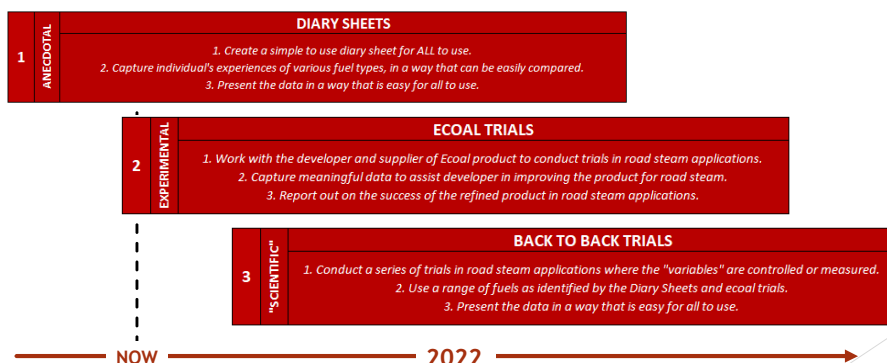 DIARY SHEETS
1
ANECDOTAL
1. Create a simple to use diary sheet for ALL to use.
2. Capture individual's experiences of various fuel types, in a way that can be easily compared.
3. Present the data in a way that is easy for all to use.
ECOAL TRIALS
2
EXPERIMENTAL
1. Work with the developer and supplier of Ecoal product to conduct trials in road steam applications.
2. Capture meaningful data to assist developer in improving the product for road steam.
3. Report out on the success of the refined product in road steam applications.
BACK TO BACK TRIALS
3
"SCIENTIFIC"
1. Conduct a series of trials in road steam applications where the "variables" are controlled or measured.
2. Use a range of fuels as identified by the Diary Sheets and ecoal trials.
3. Present the data in a way that is easy for all to use.
NOW
2022